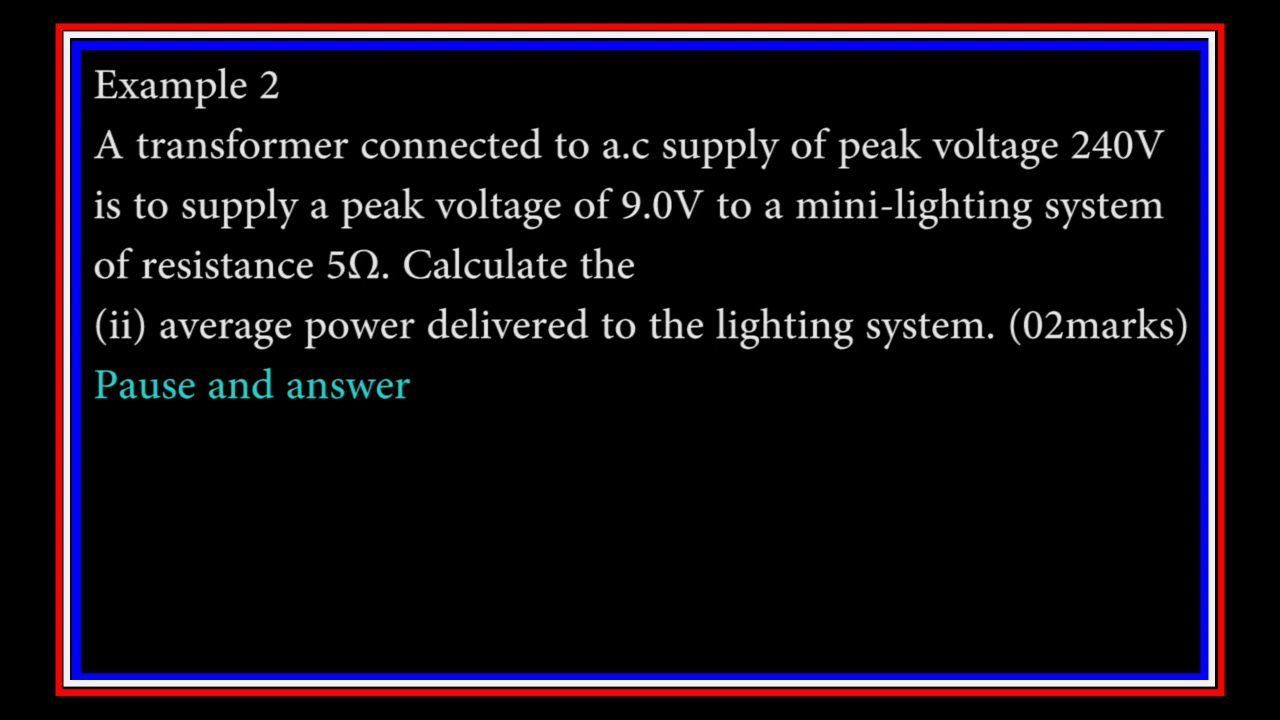 Example 2
A transformer connected to a.c supply of peak voltage 240V
is to supply a peak voltage of 9.0V to a mini-lighting system
of resistance 5Ω. Calculate the
(ii) average power delivered to the lighting system. (02marks)
Pause and answer